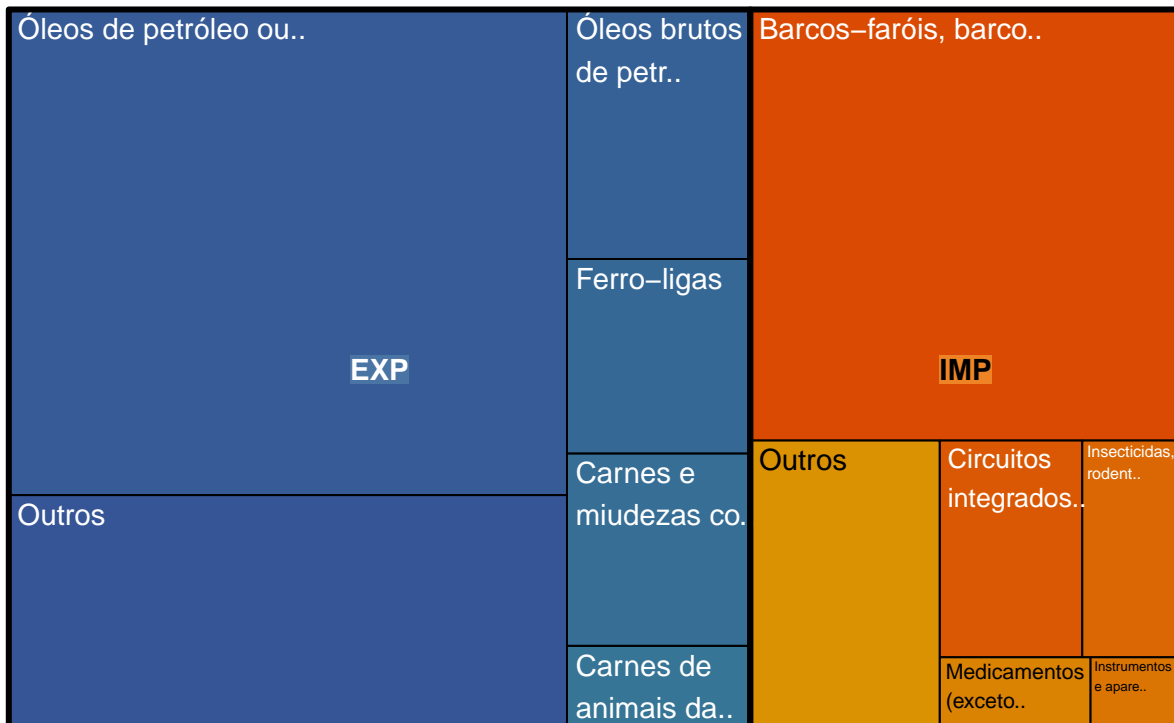 Óleos de petróleo ou..
Óleos brutos
de petr..
Barcos−faróis, barco..
Ferro−ligas
EXP
IMP
Carnes e
miudezas co..
Outros
Outros
Circuitos
integrados..
Insecticidas,
rodent..
Carnes de
animais da..
Medicamentos
(exceto..
Instrumentos
e apare..